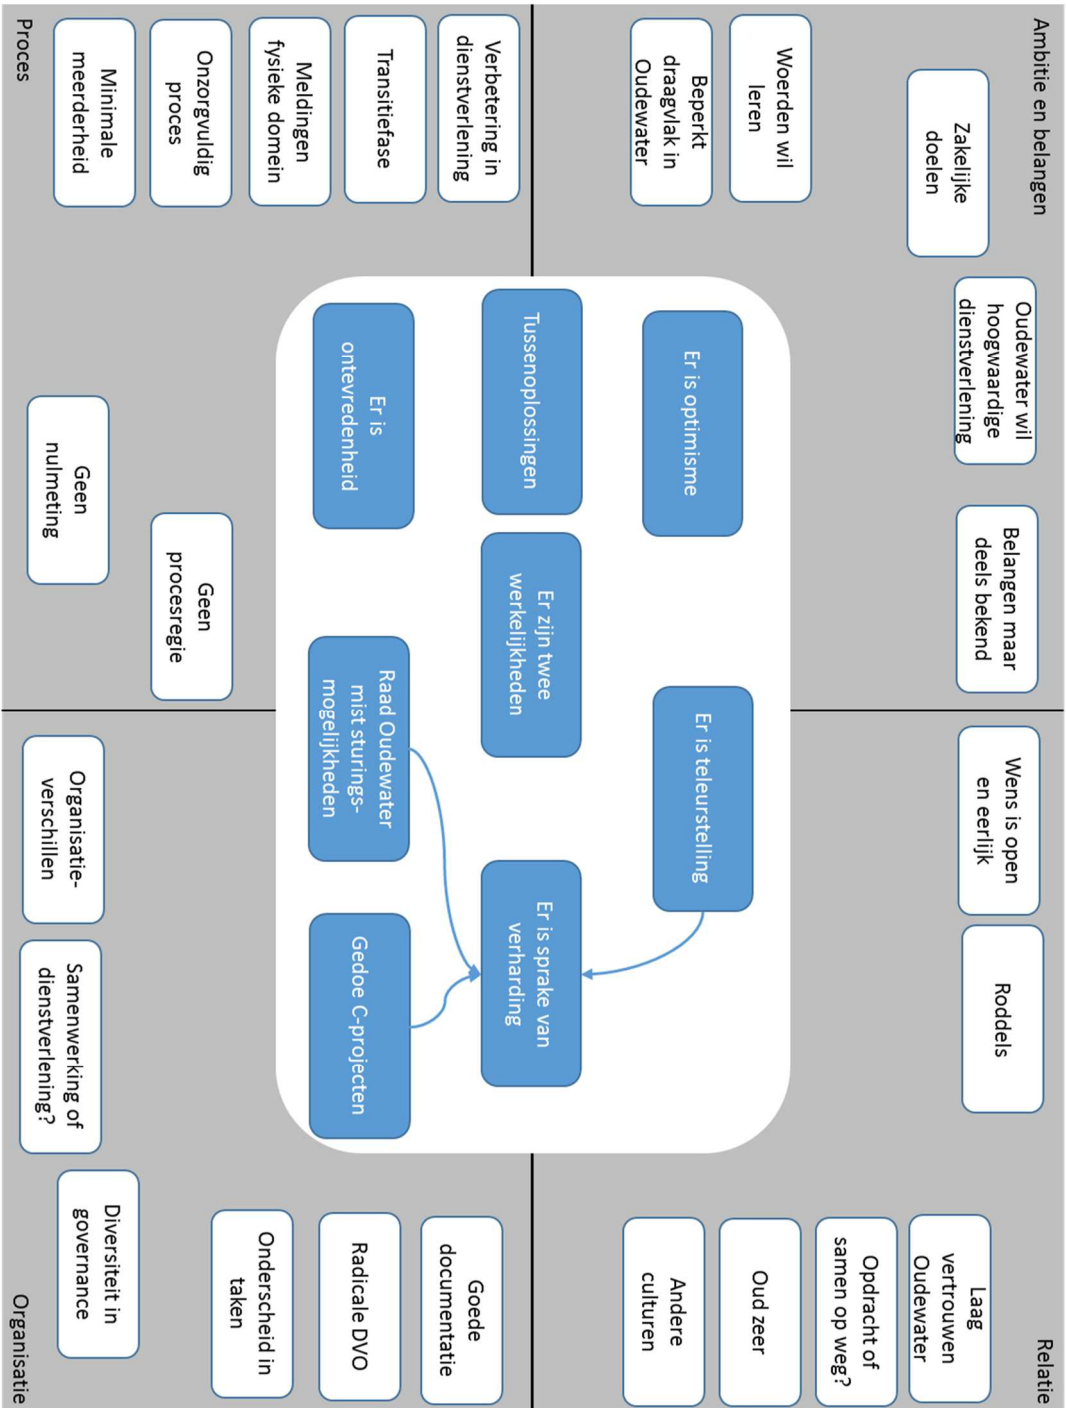 Ambitie en belangen
Zakelijke
doelen
Oudewater wil
hoogwaardige
dienstverlening
Belangen maar
deels bekend
Woerden wil
leren
Beperkt
draagvlak in
Oudewater
Relatie
Wens is open
en eerlijk
Roddels
Laag
vertrouwen
Oudewater
Opdracht of
samen op weg?
Oud zeer
Andere
culturen
Er is optimisme
Er is teleurstelling
Tussenoplossingen
Er zijn twee
werkelijkheden
Er is sprake van
verharding
Er is
ontevredenheid
Raad Oudewater
mist sturings-
mogelijkheden
Gedoe C-projecten
Verbetering in
dienstverlening
Transitiefase
Meldingen
fysieke domein
Onzorgvuldig
proces
Minimale
meerderheid
Geen
procesregie
Geen
nulmeting
Proces
Goede
documentatie
Radicale DVO
Onderscheid in
taken
Diversiteit in
governance
Organisatie-
verschillen
Samenwerking of
dienstverlening?
Organisatie